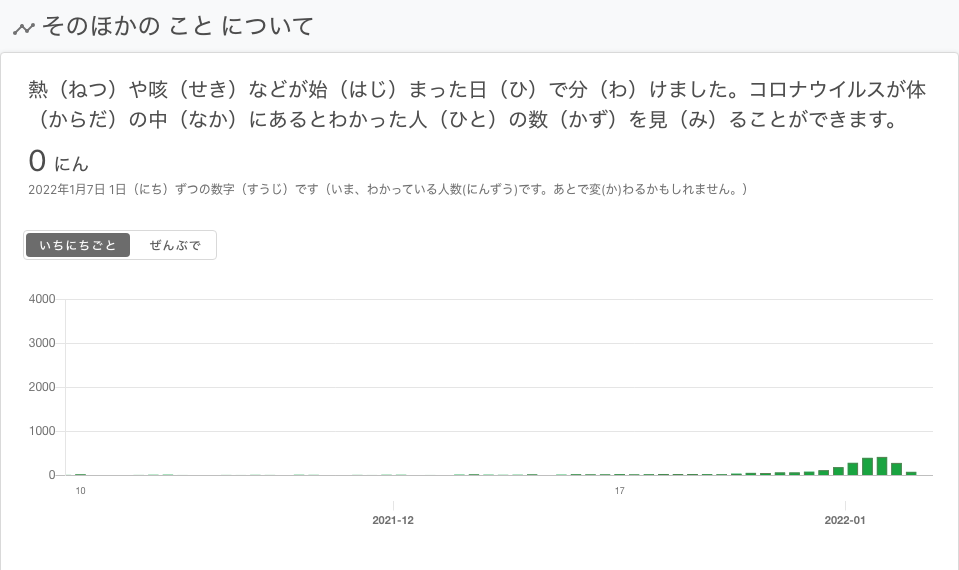 そのほかの こと について
熱（ねつ）や咳（せき）などが始（はじ）まった日（ひ）で分（わ）けました。コロナウイルスが体
（からだ）の中（なか）にあるとわかった人（ひと）の数（かず）を見（み）ることができます。
0 にん
2022年1月7日 1日（にち）ずつの数字（すうじ）です（いま、わかっている人数(にんずう)です。あとで変(か)わるかもしれません。）
いちにちごと ぜんぶで
4000
3000
2000
1000
0
10 17
2021-12 2022-01